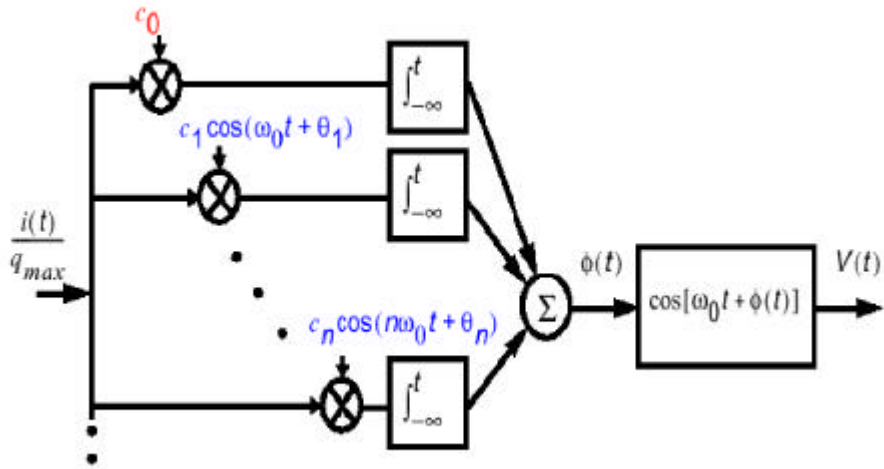 c₀
∫₋∞ᵗ
c₁cos(ω₀t + θ₁)
∫₋∞ᵗ
i(t)/qₘₐₓ
ϕ(t)
V(t)
Σ
cos[ω₀t + ϕ(t)]
cₙcos(nω₀t + θₙ)
∫₋∞ᵗ